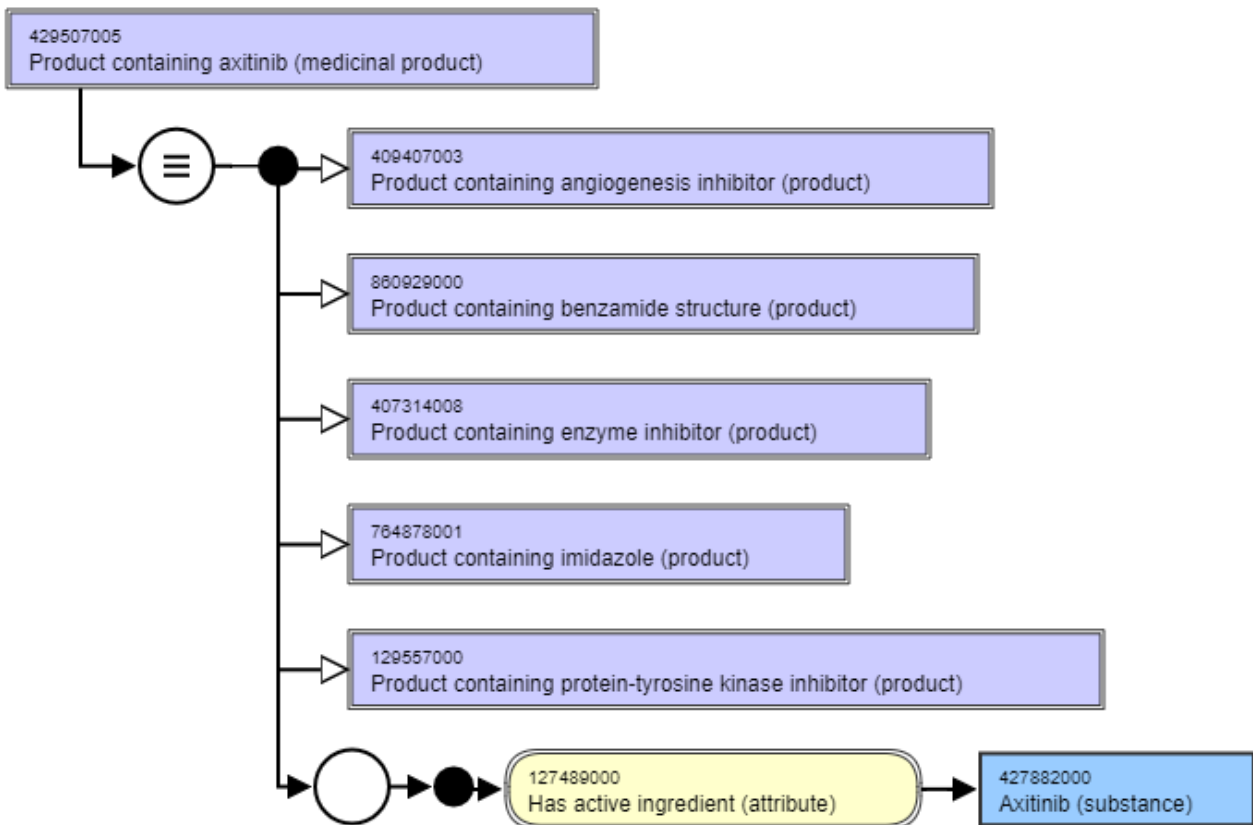 429507005
Product containing axitinib (medicinal product)
409407003
Product containing angiogenesis inhibitor (product)
860929000
Product containing benzamide structure (product)
407314008
Product containing enzyme inhibitor (product)
764878001
Product containing imidazole (product)
129557000
Product containing protein-tyrosine kinase inhibitor (product)
127489000
Has active ingredient (attribute)
427882000
Axitinib (substance)